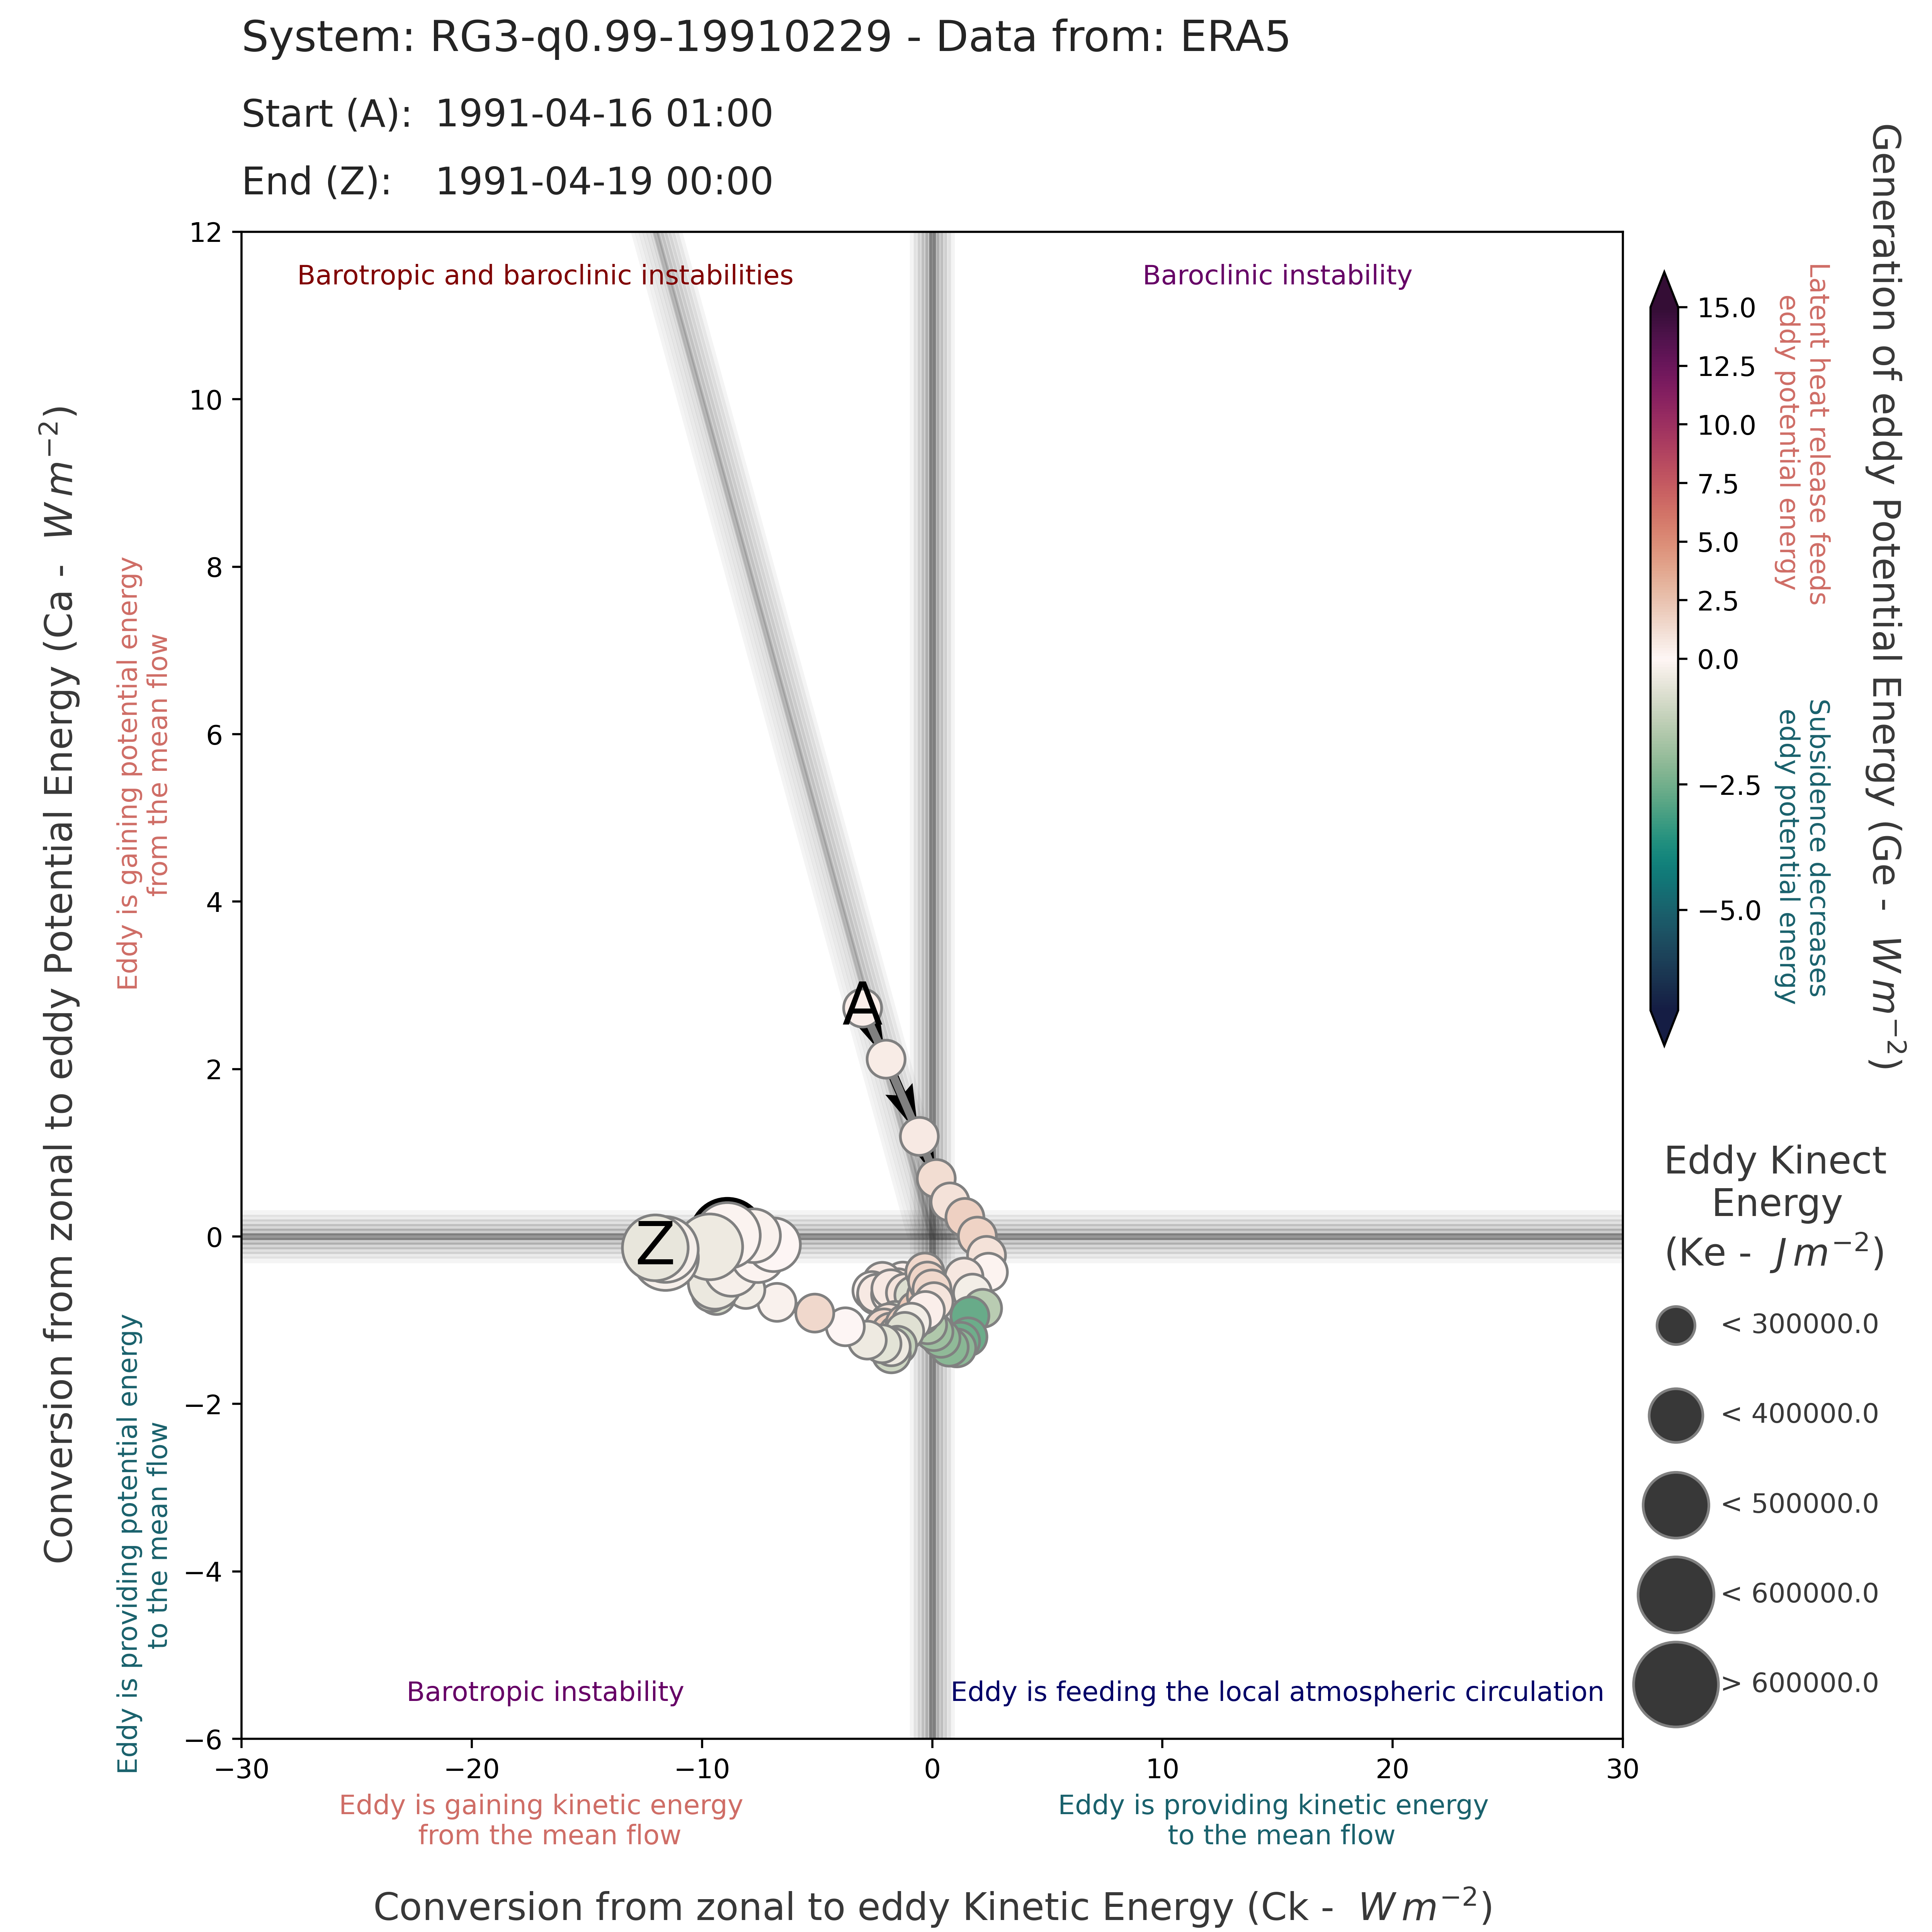 System: RG3-q0.99-19910229 - Data from: ERA5
Start (A): 1991-04-16 01:00
End (Z): 1991-04-19 00:00
Barotropic and baroclinic instabilities
Baroclinic instability
Barotropic instability
Eddy is feeding the local atmospheric circulation
A
Z
12
10
8
6
4
2
0
−2
−4
−6
−30
−20
−10
0
10
20
30
Conversion from zonal to eddy Potential Energy (Ca - W m⁻²)
Eddy is gaining potential energy
from the mean flow
Eddy is providing potential energy
to the mean flow
Eddy is gaining kinetic energy
from the mean flow
Eddy is providing kinetic energy
to the mean flow
Conversion from zonal to eddy Kinetic Energy (Ck - W m⁻²)
15.0
12.5
10.0
7.5
5.0
2.5
0.0
−2.5
−5.0
Latent heat release feeds
eddy potential energy
Subsidence decreases
eddy potential energy
Generation of eddy Potential Energy (Ge - W m⁻²)
Eddy Kinect
Energy
(Ke - J m⁻²)
< 300000.0
< 400000.0
< 500000.0
< 600000.0
> 600000.0